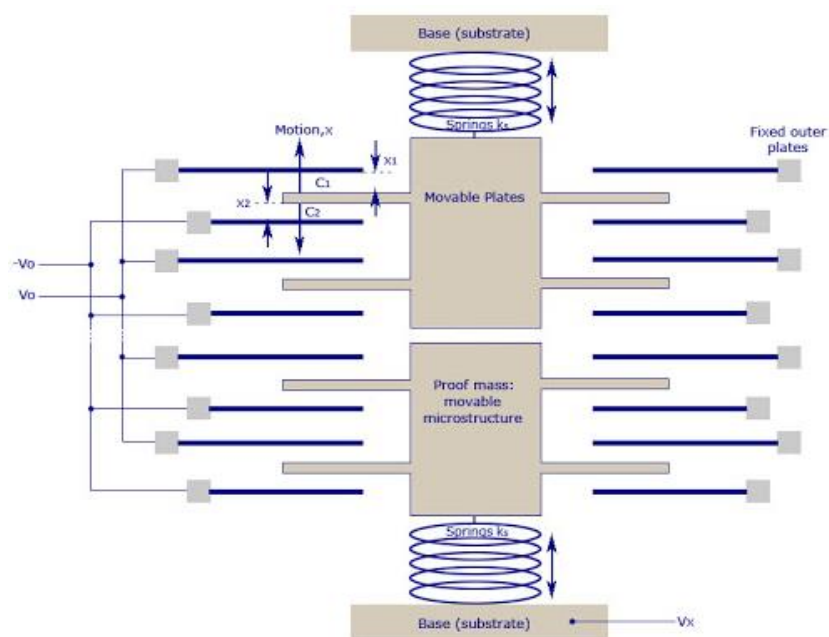 Base (substrate)
Springs ks
Motion,x
Fixed outer
plates
x1
C1
Movable Plates
x2
C2
-Vo
Vo
Proof mass:
movable
microstructure
Springs ks
Base (substrate)
Vx